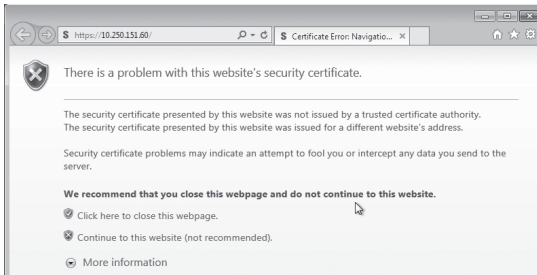 S https://10.250.151.60/
S Certificate Error: Navigatio... ×
There is a problem with this website's security certificate.
The security certificate presented by this website was not issued by a trusted certificate authority.
The security certificate presented by this website was issued for a different website's address.
Security certificate problems may indicate an attempt to fool you or intercept any data you send to the
server.
We recommend that you close this webpage and do not continue to this website.
Click here to close this webpage.
Continue to this website (not recommended).
More information